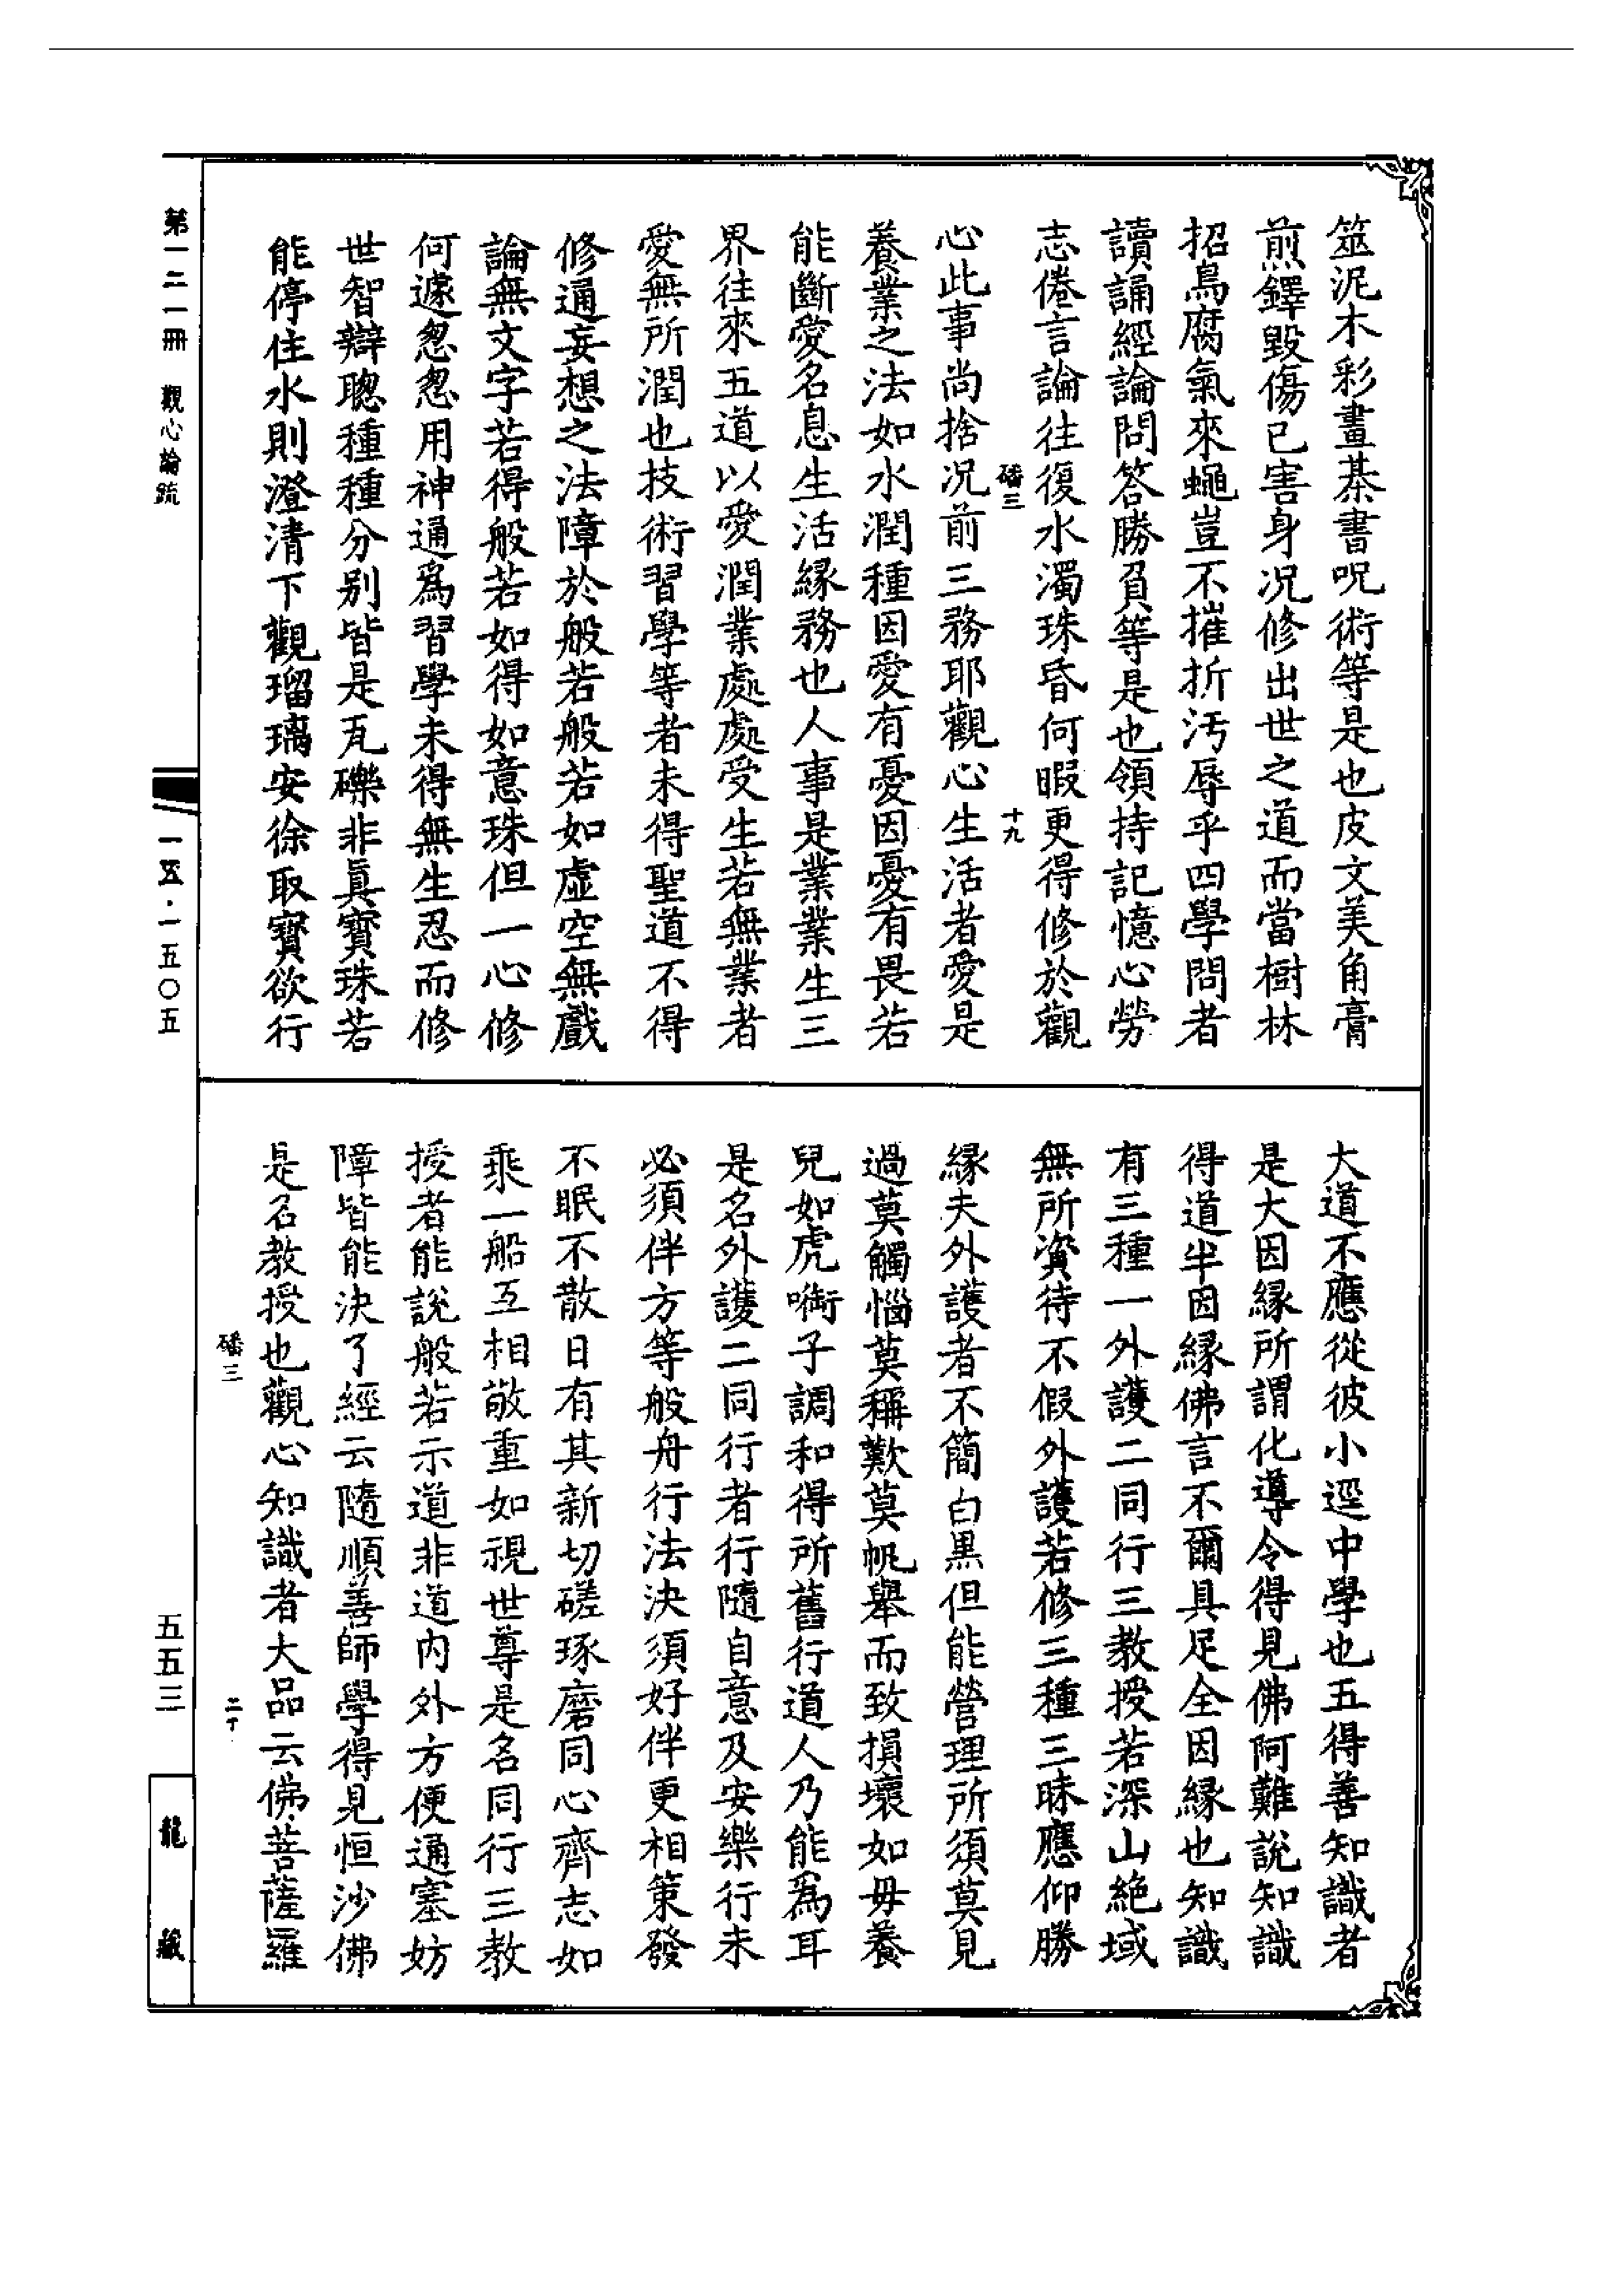 筮泥木彩畫棊書呪術等是也皮文美角膏
煎鐸毀傷己害身况修出世之道而當樹林
招鳥腐氣來蠅豈不摧折汚辱乎四學問者
讀誦經論問答勝負等是也領持記憶心勞
志倦言論往復水濁珠昏何暇更得修於觀
磻三
十九
心此事尚捨况前三務耶觀心生活者愛是
養業之法如水潤種因愛有憂因憂有畏若
能斷愛名息生活緣務也人事是業業生三
界往來五道以愛潤業處處受生若無業者
愛無所潤也技術習學等者未得聖道不得
修通妄想之法障於般若般若如虛空無戲
論無文字若得般若如得如意珠但一心修
何遽怱怱用神通爲習學未得無生忍而修
世智辯聰種種分别皆是瓦礫非眞寶珠若
能停住水則澄清下觀瑠璃安徐取寶欲行
大道不應從彼小逕中學也五得善知識者
是大因緣所謂化導令得見佛阿難說知識
得道半因緣佛言不爾具足全因緣也知識
有三種一外護二同行三教授若深山絶域
無所資待不假外護若修三種三昧應仰勝
緣夫外護者不簡白黒但能營理所須莫見
過莫觸惱莫稱歎莫帆舉而致損壞如毋養
兒如虎㗸子調和得所舊行道人乃能爲耳
是名外護二同行者行隨自意及安樂行未
必須伴方等般舟行法決須好伴更相策發
不眠不散日有其新切磋琢磨同心齊志如
乘一船互相敬重如視世尊是名同行三教
授者能說般若示道非道内外方便通塞妨
障皆能決了經云隨順善師學得見恒沙佛
是名教授也觀心知識者大品云佛菩薩羅
磻三
二十
第一二一冊 觀心論疏
一五·一五〇五
五五三
龍藏